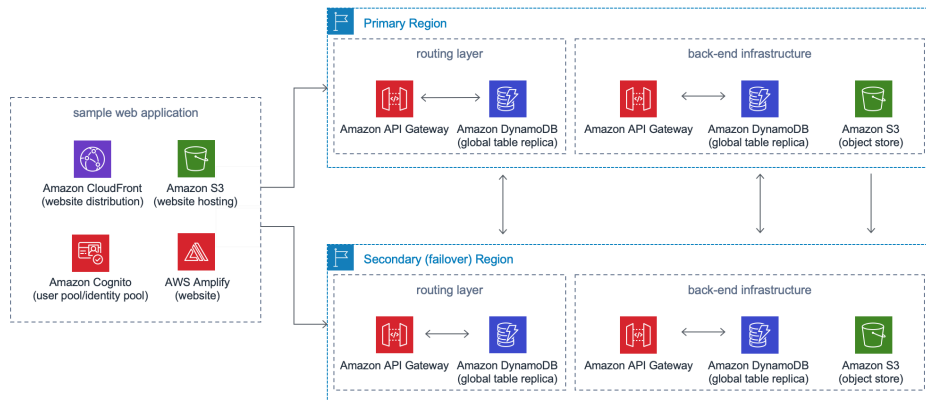 Primary Region
routing layer
back-end infrastructure
Amazon API Gateway
Amazon DynamoDB
(global table replica)
Amazon API Gateway
Amazon DynamoDB
(global table replica)
Amazon S3
(object store)
sample web application
Amazon CloudFront
(website distribution)
Amazon S3
(website hosting)
Amazon Cognito
(user pool/identity pool)
AWS Amplify
(website)
Secondary (failover) Region
routing layer
back-end infrastructure
Amazon API Gateway
Amazon DynamoDB
(global table replica)
Amazon API Gateway
Amazon DynamoDB
(global table replica)
Amazon S3
(object store)